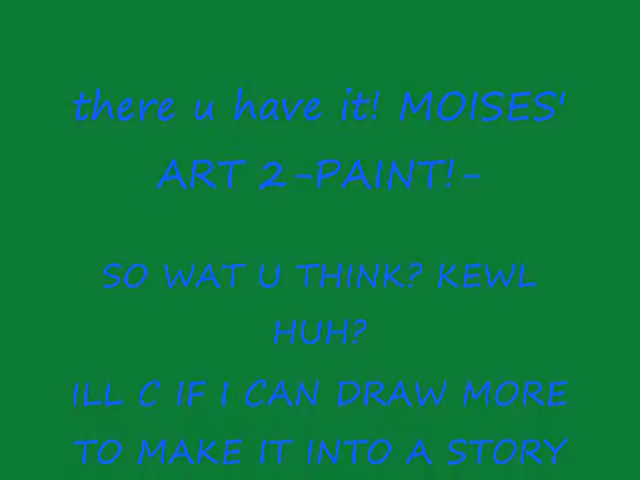 there u have it! MOISES'
ART 2-PAINT!-
SO WAT U THINK? KEWL
HUH?
ILL C IF I CAN DRAW MORE
TO MAKE IT INTO A STORY